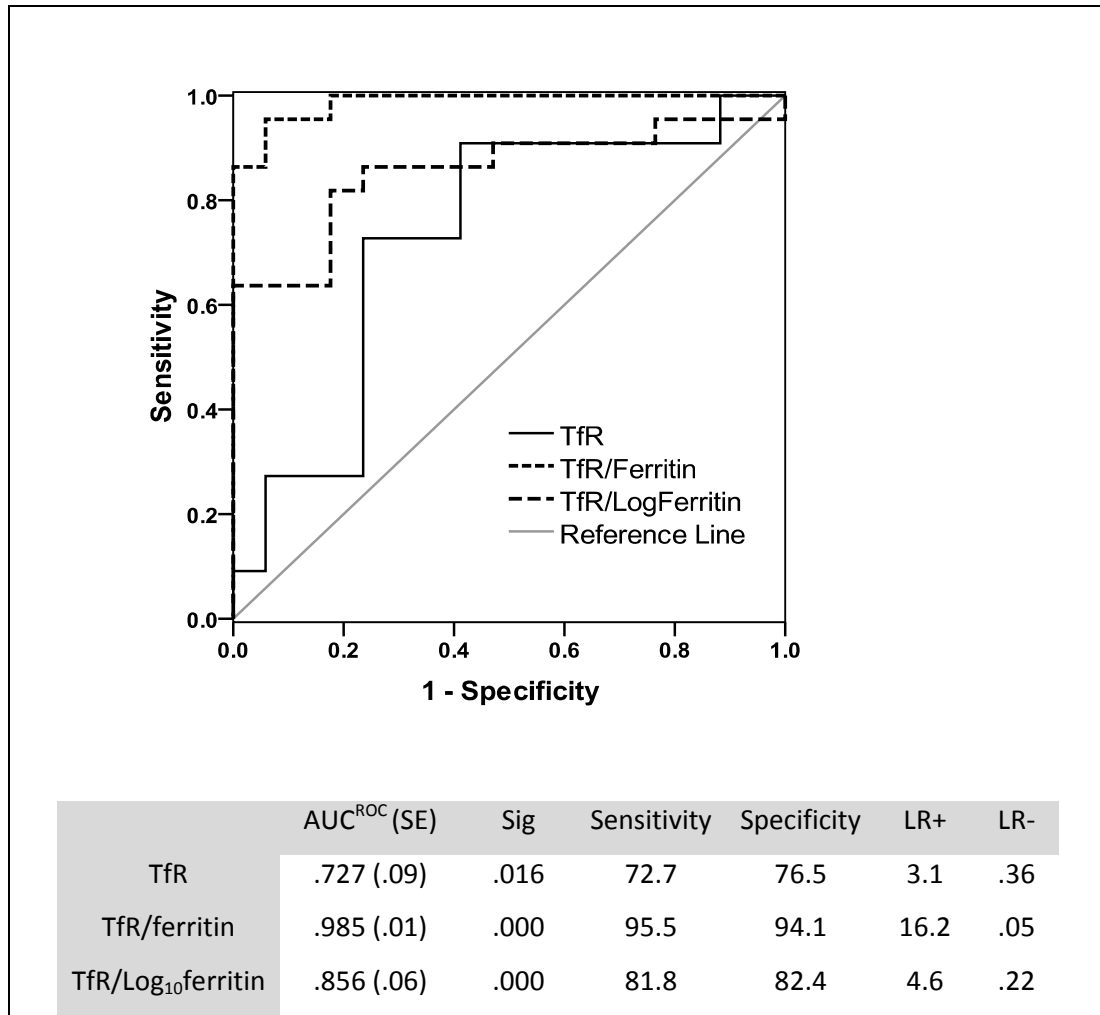 1.0
0.8
0.6
0.4
0.2
0.0
Sensitivity
TfR
TfR/Ferritin
TfR/LogFerritin
Reference Line
0.0 0.2 0.4 0.6 0.8 1.0
1 - Specificity
AUC^ROC (SE) Sig Sensitivity Specificity LR+ LR-
TfR .727 (.09) .016 72.7 76.5 3.1 .36
TfR/ferritin .985 (.01) .000 95.5 94.1 16.2 .05
TfR/Log₁₀ferritin .856 (.06) .000 81.8 82.4 4.6 .22